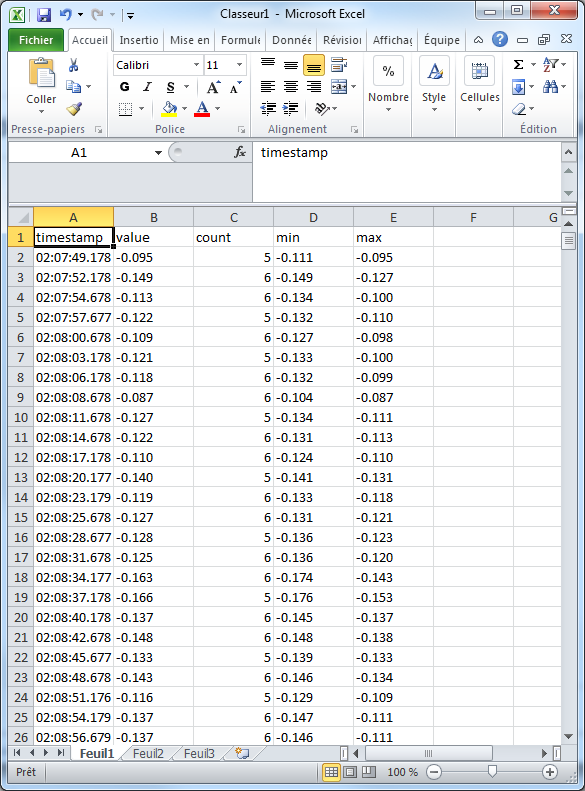 Classeur1 - Microsoft Excel
Fichier Accueil Insertio Mise en Formule Donnée Révision Affichag Équipe
Calibri 11
Coller G I S A A Nombre Style Cellules
% A Σ
Presse-papiers Police Alignement Édition
A1 fx timestamp
A B C D E F G
1 timestamp value count min max
2 02:07:49.178 -0.095 5 -0.111 -0.095
3 02:07:52.178 -0.149 6 -0.149 -0.127
4 02:07:54.678 -0.113 6 -0.134 -0.100
5 02:07:57.677 -0.122 5 -0.132 -0.110
6 02:08:00.678 -0.109 6 -0.127 -0.098
7 02:08:03.178 -0.121 5 -0.133 -0.100
8 02:08:06.178 -0.118 6 -0.132 -0.099
9 02:08:08.678 -0.087 6 -0.104 -0.087
10 02:08:11.678 -0.127 5 -0.134 -0.111
11 02:08:14.678 -0.122 6 -0.131 -0.113
12 02:08:17.178 -0.110 6 -0.124 -0.110
13 02:08:20.177 -0.140 5 -0.141 -0.131
14 02:08:23.179 -0.119 6 -0.133 -0.118
15 02:08:25.678 -0.127 6 -0.131 -0.121
16 02:08:28.677 -0.128 5 -0.136 -0.123
17 02:08:31.678 -0.125 6 -0.136 -0.120
18 02:08:34.177 -0.163 6 -0.174 -0.143
19 02:08:37.178 -0.166 5 -0.176 -0.153
20 02:08:40.178 -0.137 6 -0.145 -0.137
21 02:08:42.678 -0.148 6 -0.148 -0.138
22 02:08:45.677 -0.133 5 -0.139 -0.133
23 02:08:48.678 -0.143 6 -0.146 -0.134
24 02:08:51.176 -0.116 5 -0.129 -0.109
25 02:08:54.179 -0.137 6 -0.147 -0.111
26 02:08:56.679 -0.137 6 -0.146 -0.111
Feuil1 Feuil2 Feuil3
Prêt 100 %